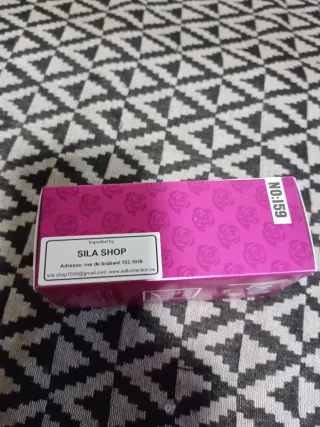 Imported by
SILA SHOP
Adresse: rue de brabant 153,1030
NO:159